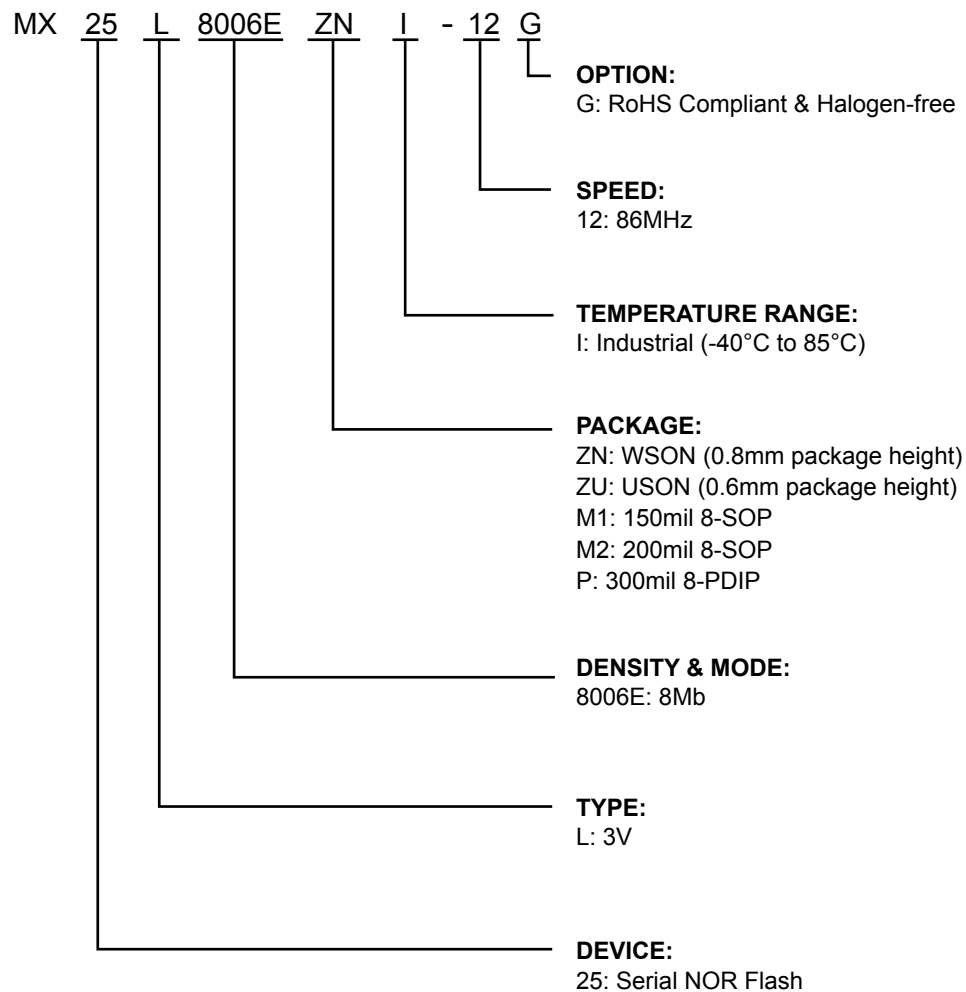 MX 25 L 8006E ZN I - 12 G
OPTION:
G: RoHS Compliant & Halogen-free
SPEED:
12: 86MHz
TEMPERATURE RANGE:
I: Industrial (-40°C to 85°C)
PACKAGE:
ZN: WSON (0.8mm package height)
ZU: USON (0.6mm package height)
M1: 150mil 8-SOP
M2: 200mil 8-SOP
P: 300mil 8-PDIP
DENSITY & MODE:
8006E: 8Mb
TYPE:
L: 3V
DEVICE:
25: Serial NOR Flash